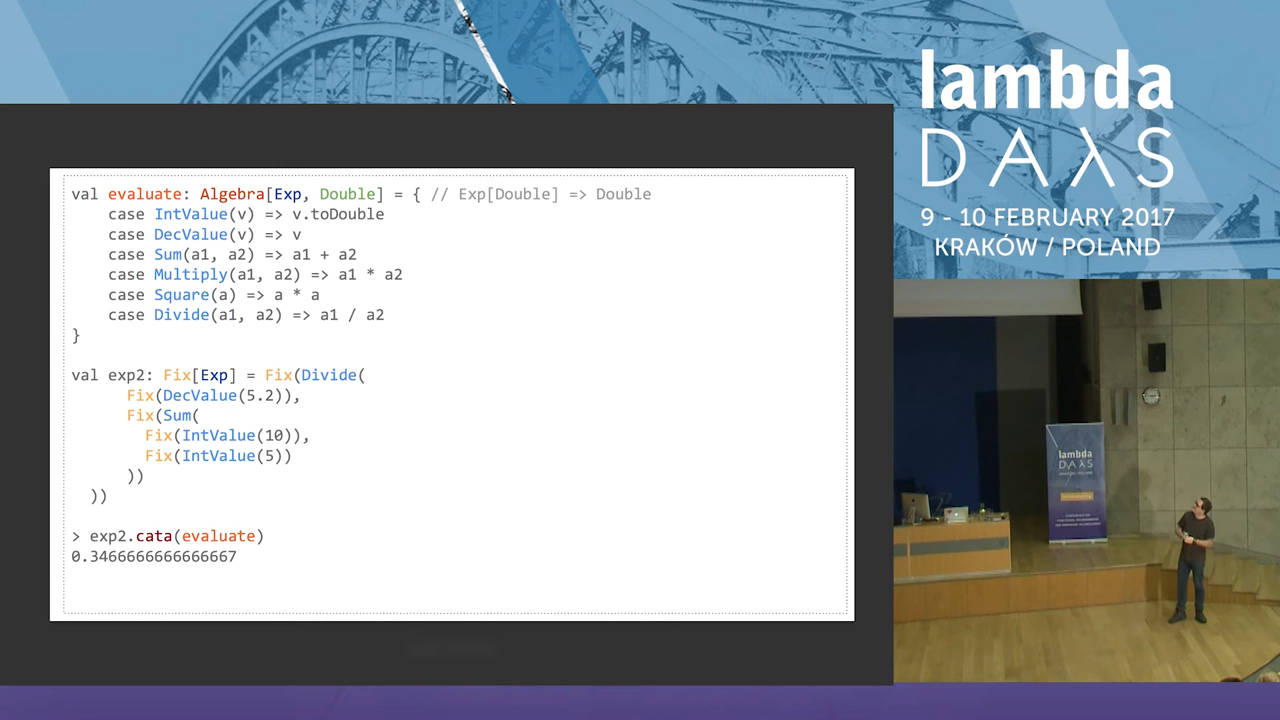 lambda
DAYS
9 - 10 FEBRUARY 2017
KRAKÓW / POLAND
val evaluate: Algebra[Exp, Double] = { // Exp[Double] => Double
    case IntValue(v) => v.toDouble
    case DecValue(v) => v
    case Sum(a1, a2) => a1 + a2
    case Multiply(a1, a2) => a1 * a2
    case Square(a) => a * a
    case Divide(a1, a2) => a1 / a2
}
val exp2: Fix[Exp] = Fix(Divide(
      Fix(DecValue(5.2)),
      Fix(Sum(
        Fix(IntValue(10)),
        Fix(IntValue(5))
      ))
  ))
> exp2.cata(evaluate)
0.3466666666666667
lambda
DAYS